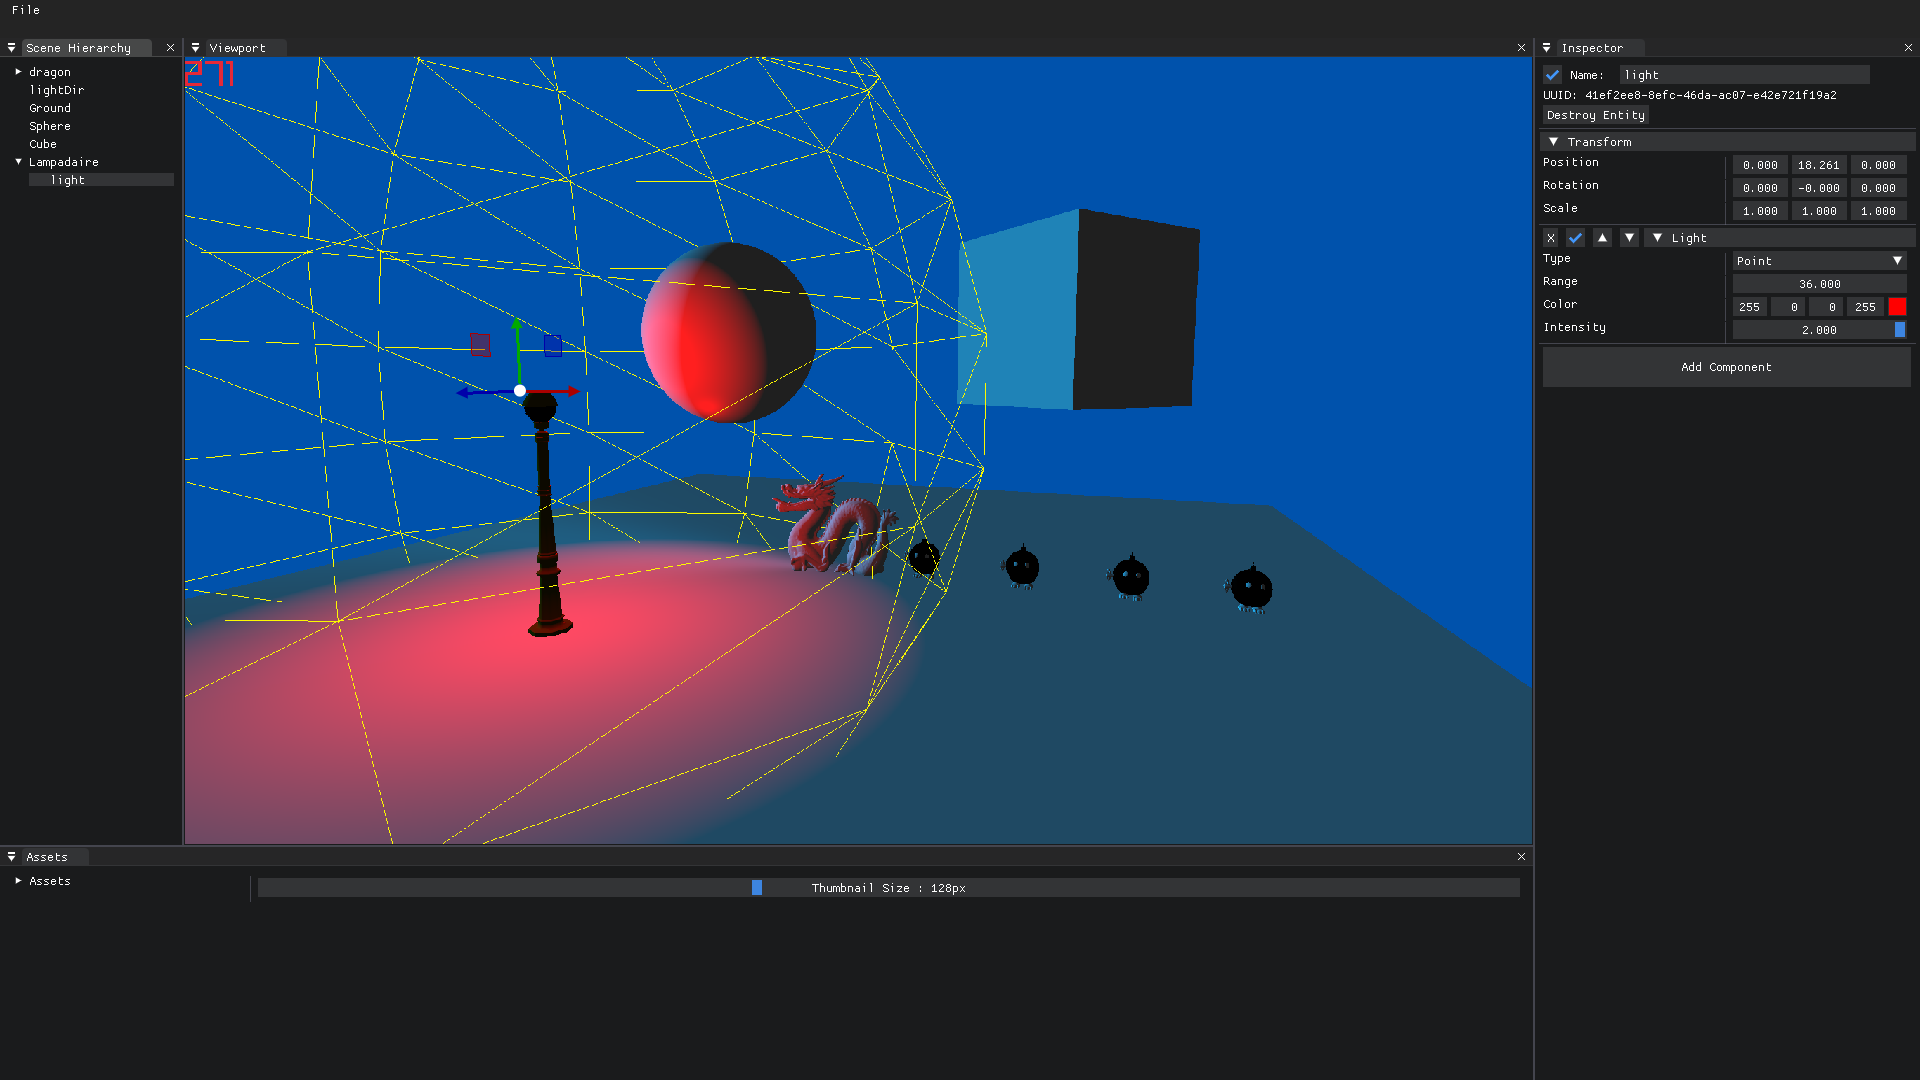 File
Scene Hierarchy
dragon
lightDir
Ground
Sphere
Cube
Lampadaire
light
Viewport
271
Inspector
Name: light
UUID: 41ef2ee8-8efc-46da-ac07-e42e721f19a2
Destroy Entity
Transform
Position 0.000 18.261 0.000
Rotation 0.000 -0.000 0.000
Scale 1.000 1.000 1.000
X Light
Type Point
Range 36.000
Color 255 0 0 255
Intensity 2.000
Add Component
Assets
Assets
Thumbnail Size : 128px